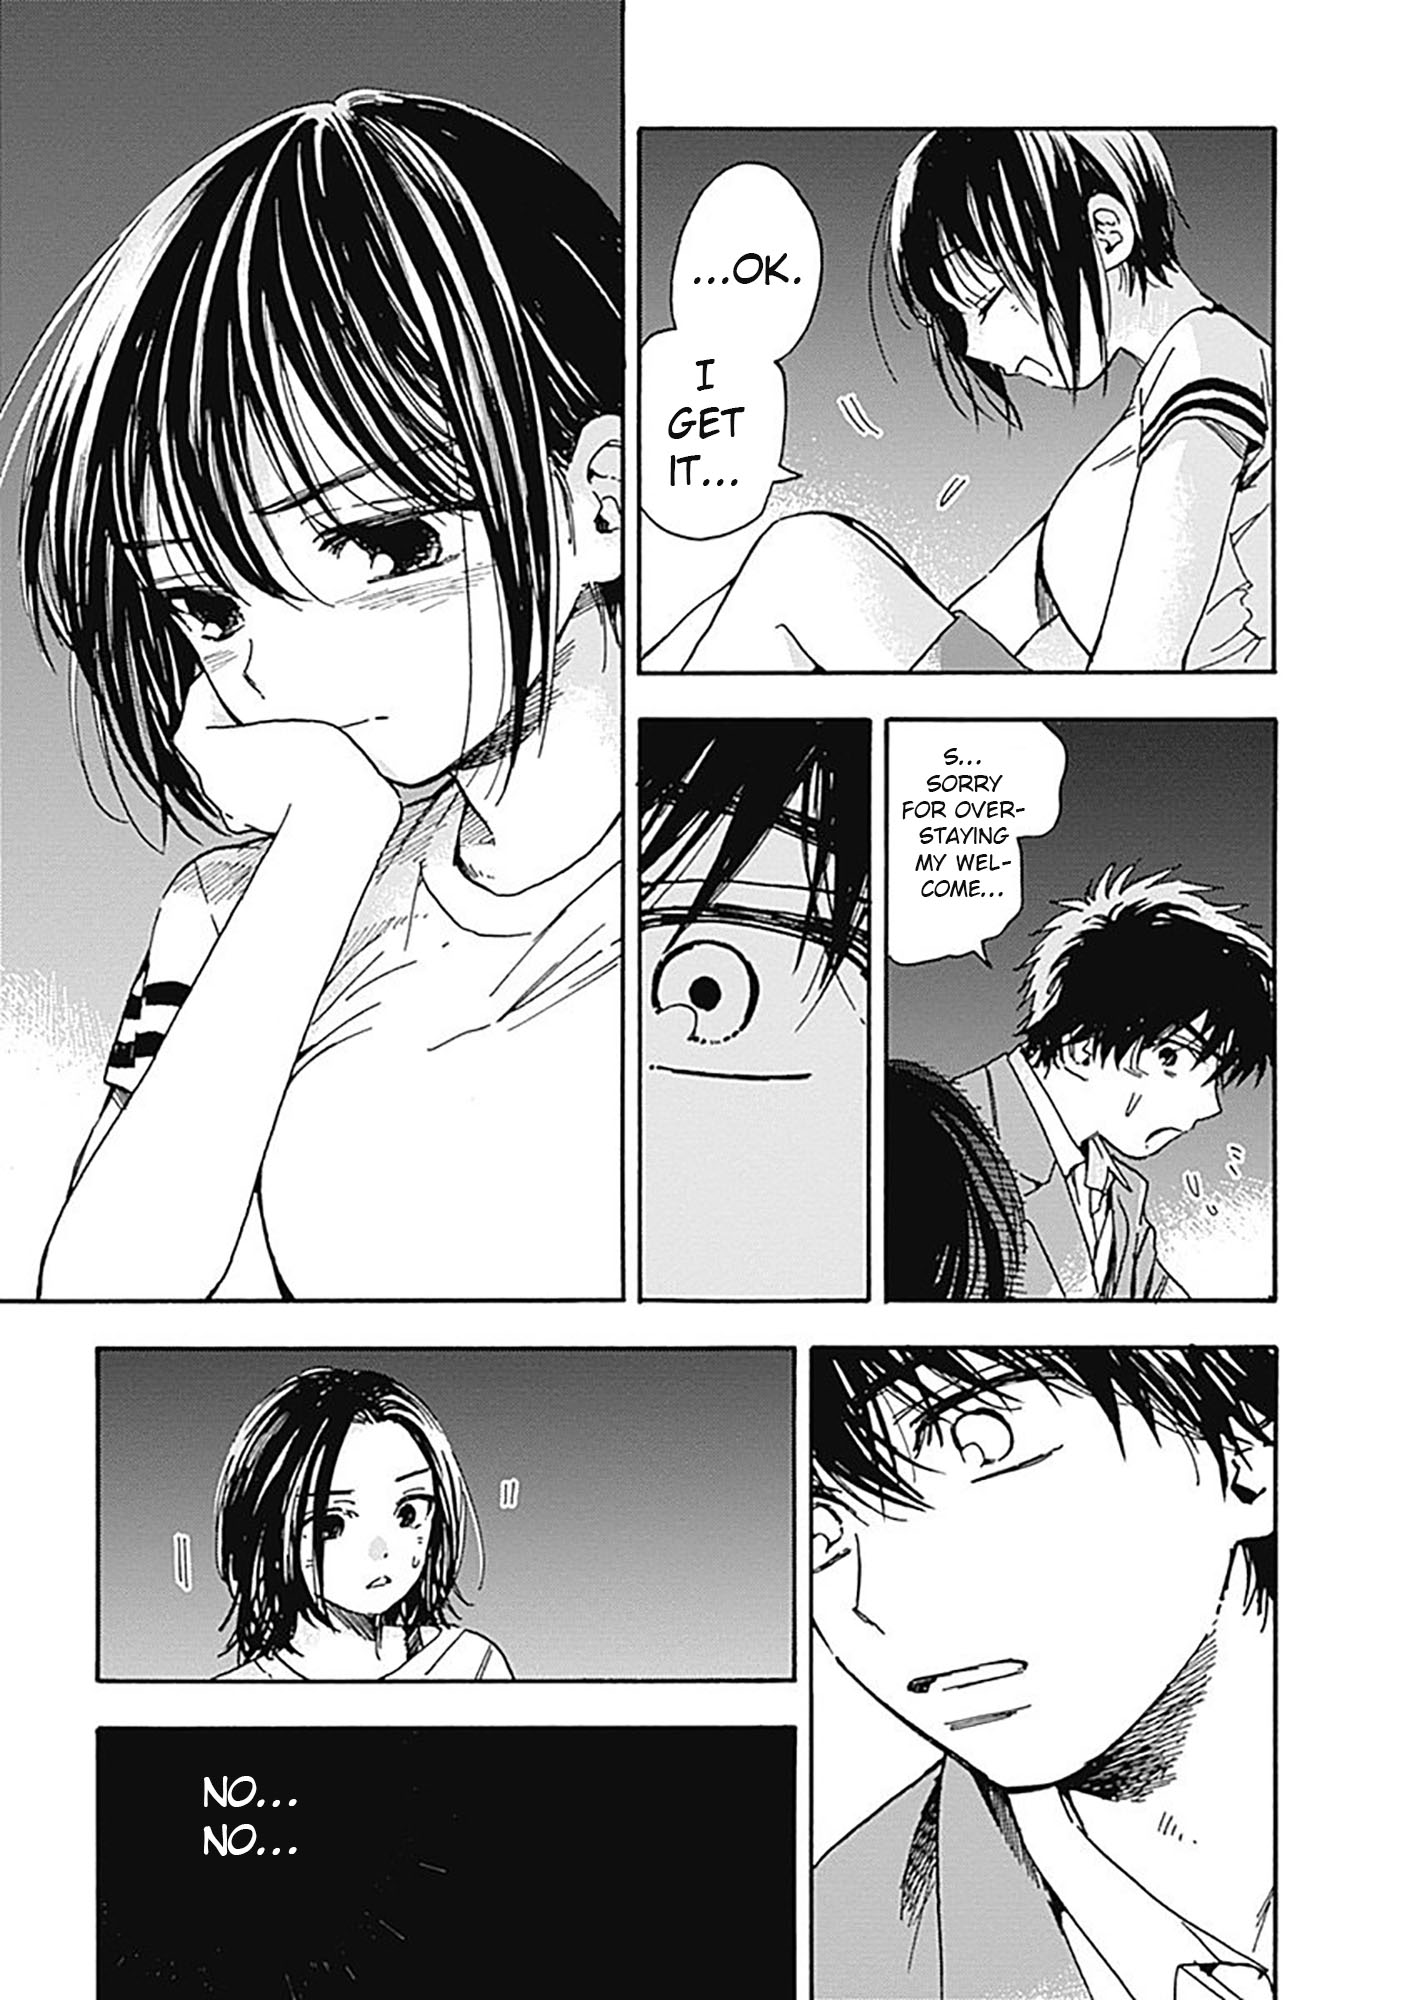 ...OK.
I
GET
IT...
S...
SORRY
FOR OVER-
STAYING
MY WEL-
COME...
NO...
NO...